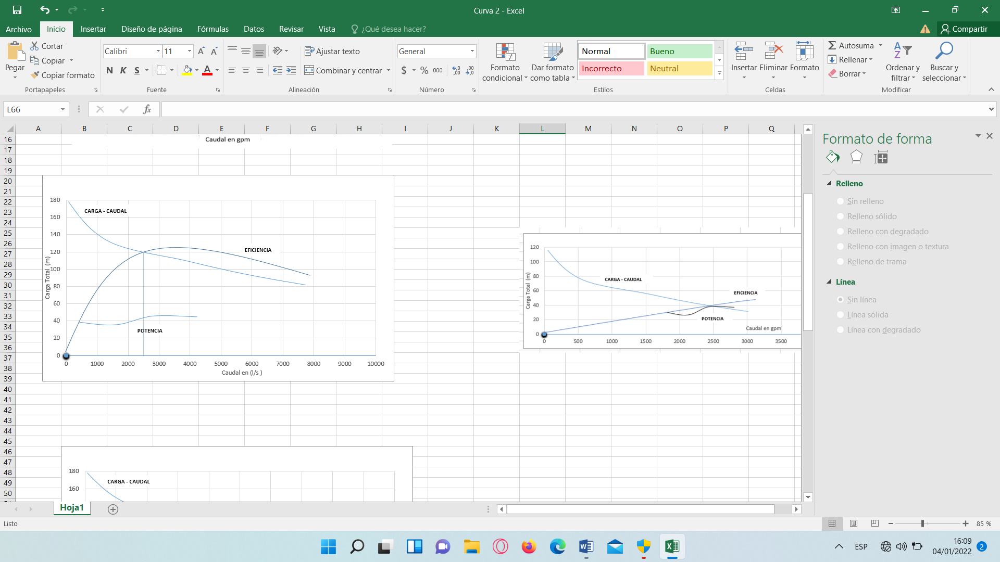 Curva 2 - Excel
Archivo Inicio Insertar Diseño de página Fórmulas Datos Revisar Vista ¿Qué desea hacer? Compartir
Pegar
Cortar
Copiar
Copiar formato
Portapapeles
Calibri 11
N K S
Fuente
Ajustar texto
Combinar y centrar
Alineación
General
$ % 000
Número
Formato condicional
Dar formato como tabla
Normal Bueno
Incorrecto Neutral
Estilos
Insertar Eliminar Formato
Celdas
Autosuma
Rellenar
Borrar
Ordenar y filtrar
Buscar y seleccionar
Modificar
L66
fx
A B C D E F G H I J K L M N O P Q
16
17
18
19
20
21
22
23
24
25
26
27
28
29
30
31
32
33
34
35
36
37
38
39
40
41
42
43
44
45
46
47
48
49
50
Caudal en gpm
180
160
140
120
100
80
60
40
20
0
Carga Total (m)
CARGA - CAUDAL
EFICIENCIA
POTENCIA
0 1000 2000 3000 4000 5000 6000 7000 8000 9000 10000
Caudal en (l/s )
120
100
80
60
40
20
0
Carga Total (m)
CARGA - CAUDAL
EFICIENCIA
POTENCIA
Caudal en gpm
0 500 1000 1500 2000 2500 3000 3500
180
160
CARGA - CAUDAL
Formato de forma
Relleno
Sin relleno
Relleno sólido
Relleno con degradado
Relleno con imagen o textura
Relleno de trama
Línea
Sin línea
Línea sólida
Línea con degradado
Hoja1
Listo
85 %
ESP
16:09
04/01/2022
2